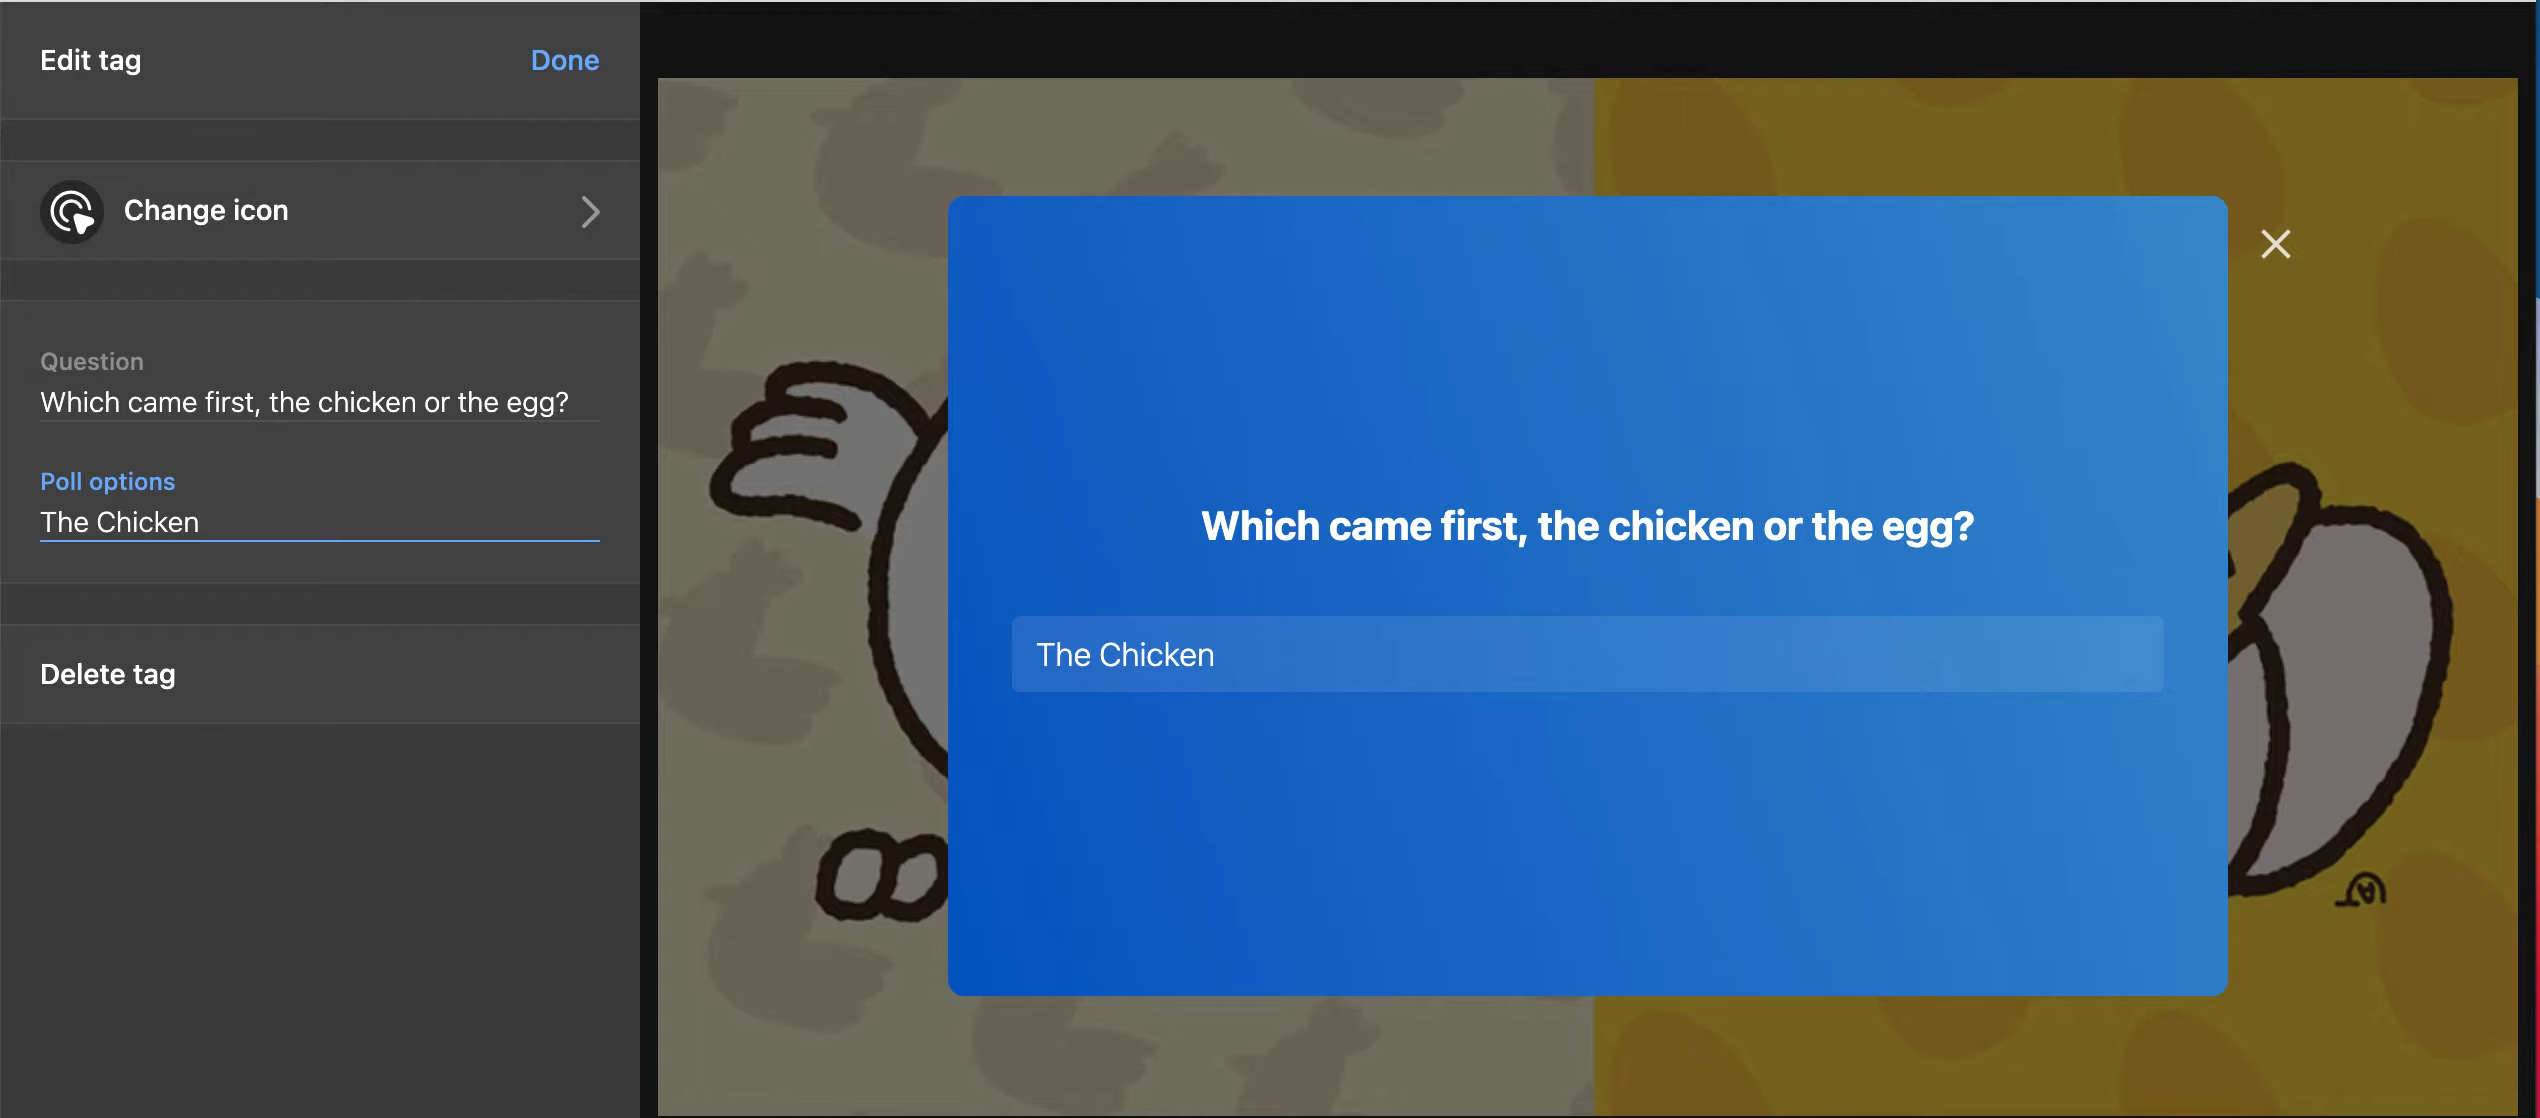 Edit tag
Done
Change icon
Question
Which came first, the chicken or the egg?
Poll options
The Chicken
Delete tag
Which came first, the chicken or the egg?
The Chicken